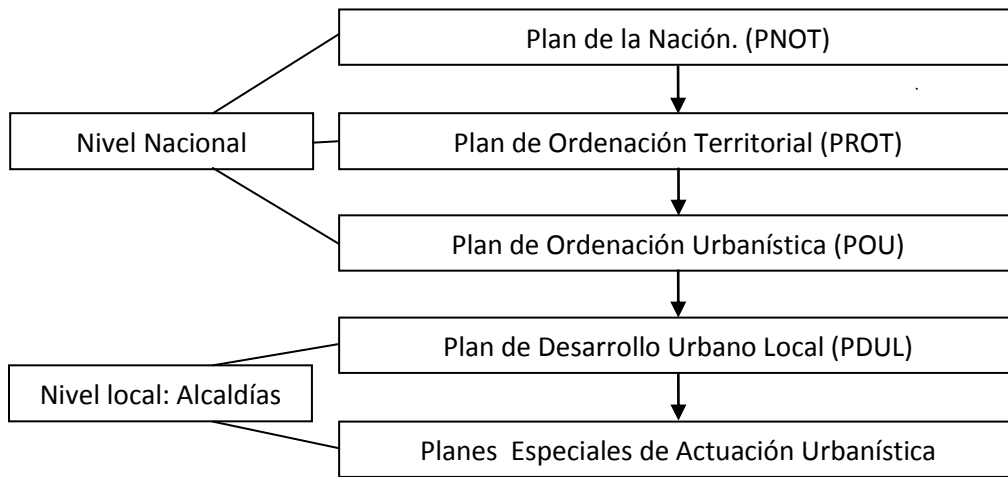 Plan de la Nación. (PNOT)
Nivel Nacional
Plan de Ordenación Territorial (PROT)
Plan de Ordenación Urbanística (POU)
Plan de Desarrollo Urbano Local (PDUL)
Nivel local: Alcaldías
Planes  Especiales de Actuación Urbanística